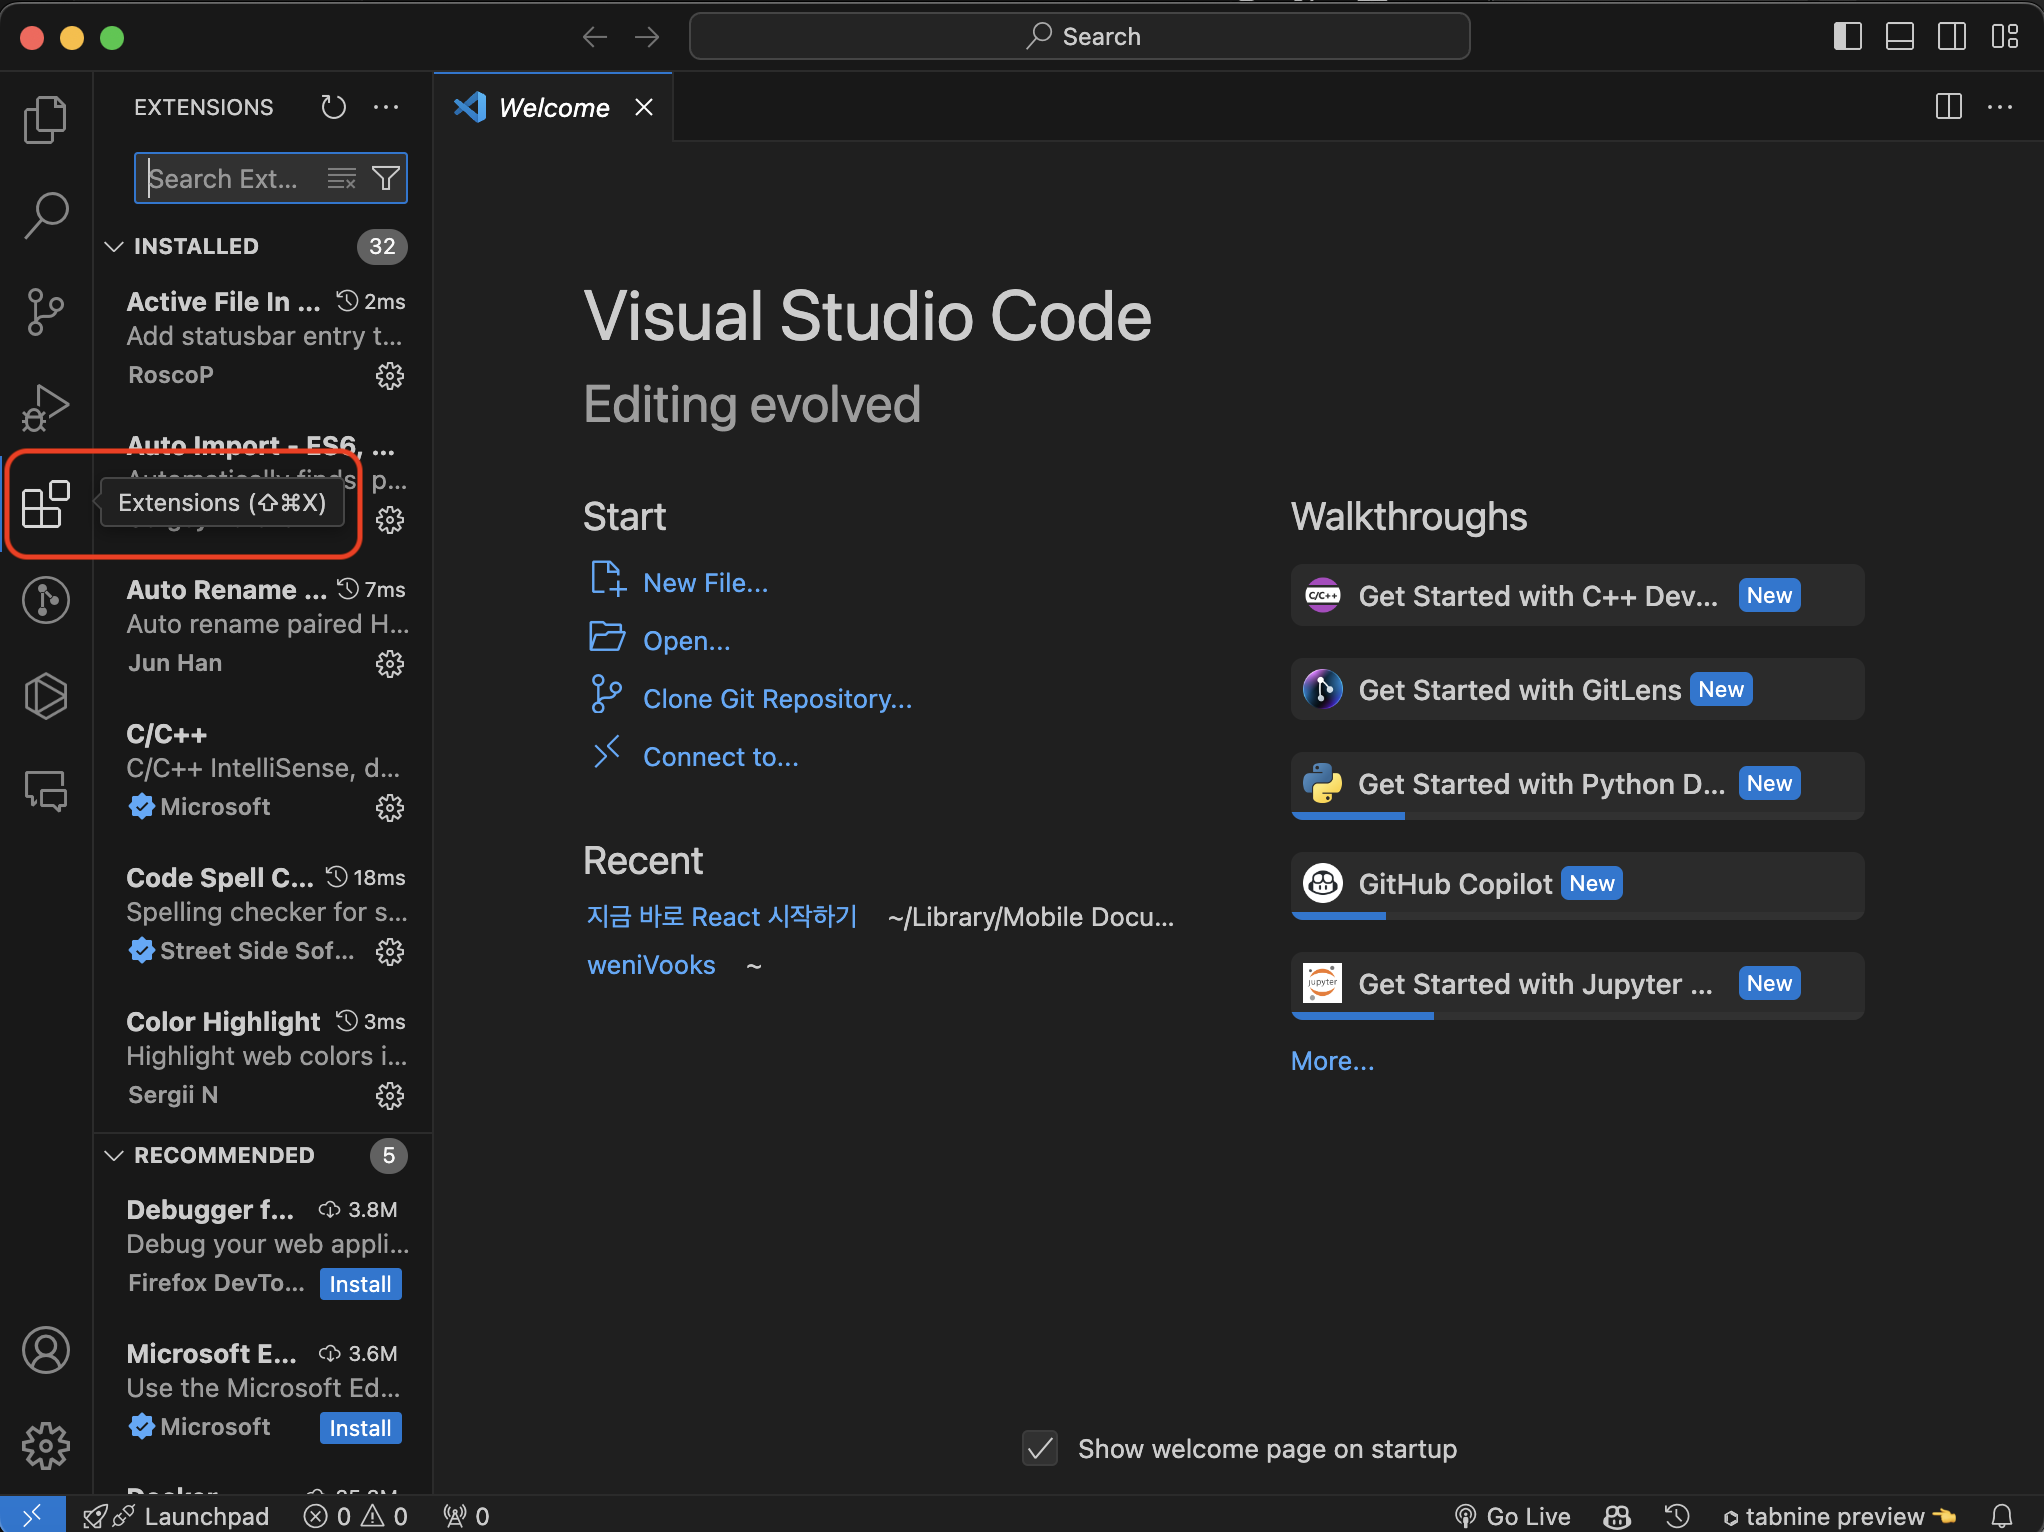 Search
EXTENSIONS
Search Ext...
INSTALLED 32
Active File In ... 2ms
Add statusbar entry t...
RoscoP
Auto Import - ES6, ...
Automatically finds p...
Extensions (⇧⌘X)
Auto Rename ... 7ms
Auto rename paired H...
Jun Han
C/C++
C/C++ IntelliSense, d...
Microsoft
Code Spell C... 18ms
Spelling checker for s...
Street Side Sof...
Color Highlight 3ms
Highlight web colors i...
Sergii N
RECOMMENDED 5
Debugger f... 3.8M
Debug your web appli...
Firefox DevTo... Install
Microsoft E... 3.6M
Use the Microsoft Ed...
Microsoft Install
Welcome
Visual Studio Code
Editing evolved
Start
New File...
Open...
Clone Git Repository...
Connect to...
Recent
지금 바로 React 시작하기 ~/Library/Mobile Docu...
weniVooks ~
Walkthroughs
C/C++ Get Started with C++ Dev... New
Get Started with GitLens New
Get Started with Python D... New
GitHub Copilot New
jupyter Get Started with Jupyter ... New
More...
Show welcome page on startup
Launchpad 0 0 0
Go Live tabnine preview 👈